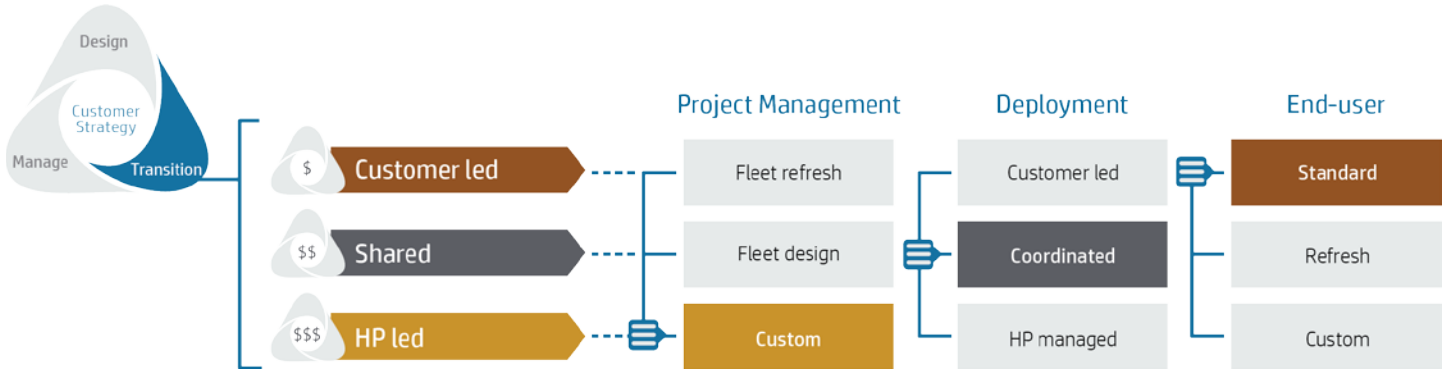 Design
Customer
Strategy
Manage
Transition
$ Customer led
$$ Shared
$$$ HP led
Project Management
Fleet refresh
Fleet design
Custom
Deployment
Customer led
Coordinated
HP managed
End-user
Standard
Refresh
Custom